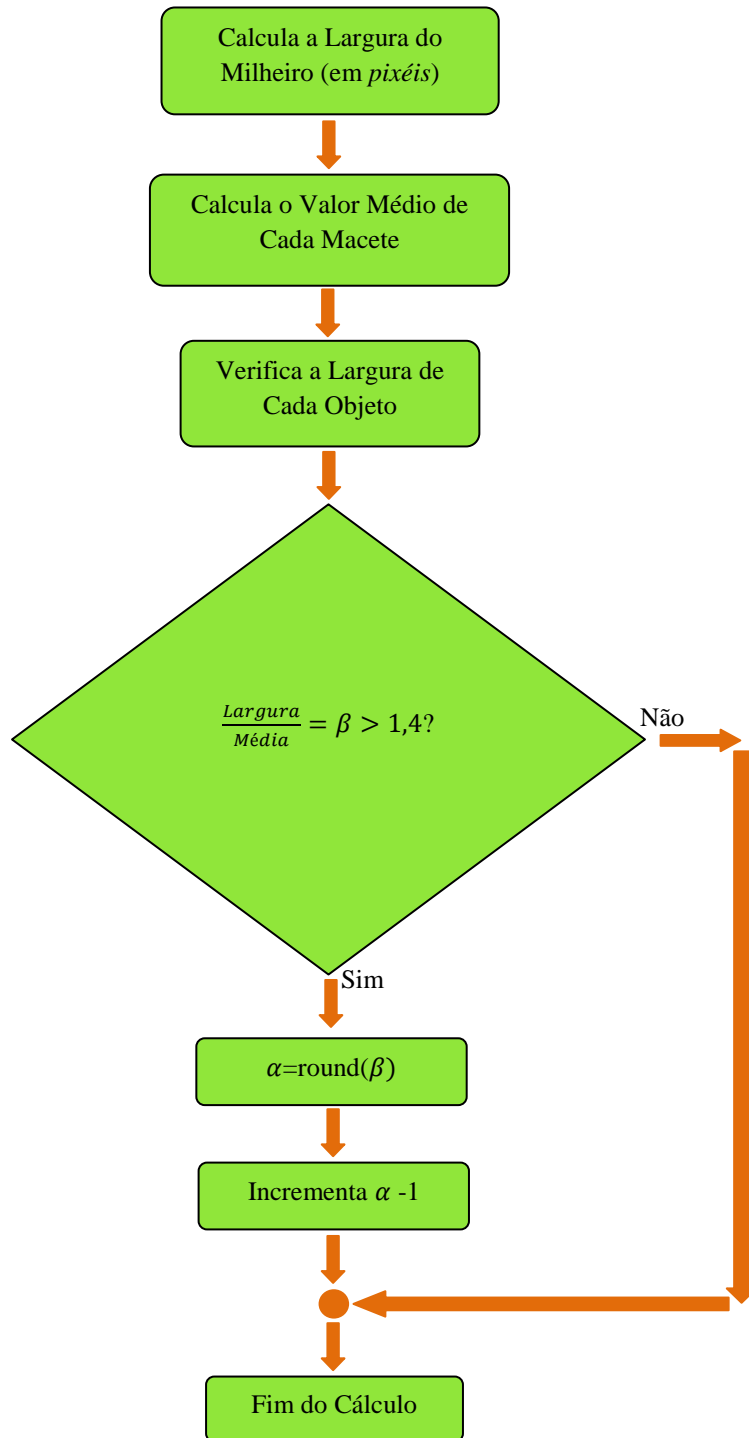 Calcula a Largura do
Milheiro (em pixéis)
Calcula o Valor Médio de
Cada Macete
Verifica a Largura de
Cada Objeto
Largura/Média = β > 1,4?
Não
Sim
α=round(β)
Incrementa α -1
Fim do Cálculo